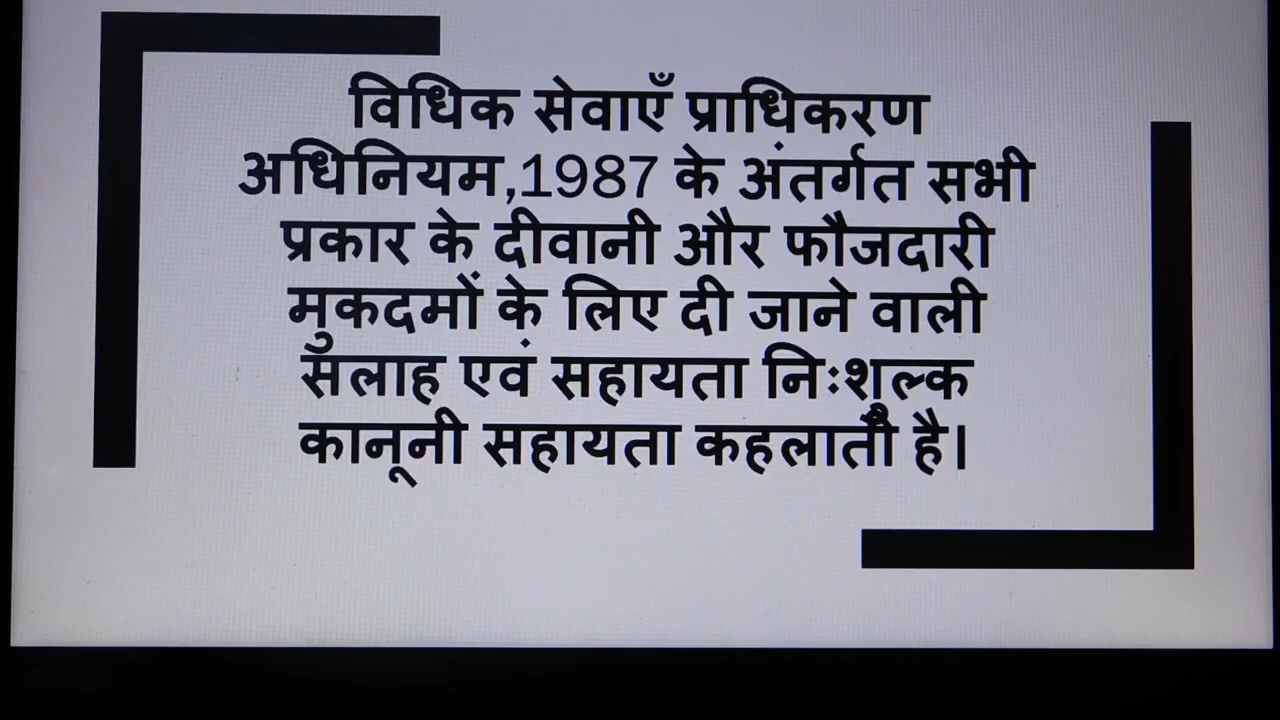 विधिक सेवाएँ प्राधिकरण
अधिनियम,1987 के अंतर्गत सभी
प्रकार के दीवानी और फौजदारी
मुकदमों के लिए दी जाने वाली
सलाह एवं सहायता निःशुल्क
कानूनी सहायता कहलाती है।